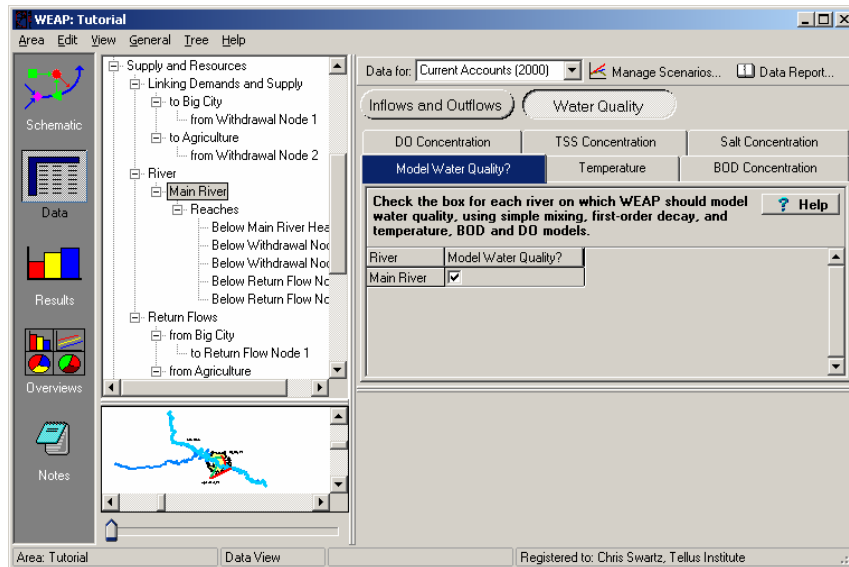 WEAP: Tutorial
Area Edit View General Tree Help
Schematic
Data
Results
Overviews
Notes
Supply and Resources
Linking Demands and Supply
to Big City
from Withdrawal Node 1
to Agriculture
from Withdrawal Node 2
River
Main River
Reaches
Below Main River Hea
Below Withdrawal Noc
Below Withdrawal Noc
Below Return Flow Nc
Below Return Flow Nc
Return Flows
from Big City
to Return Flow Node 1
from Agriculture
Data for: Current Accounts (2000) Manage Scenarios... Data Report...
Inflows and Outflows Water Quality
DO Concentration TSS Concentration Salt Concentration
Model Water Quality? Temperature BOD Concentration
Check the box for each river on which WEAP should model
water quality, using simple mixing, first-order decay, and
temperature, BOD and DO models.
? Help
River Model Water Quality?
Main River
Area: Tutorial Data View Registered to: Chris Swartz, Tellus Institute